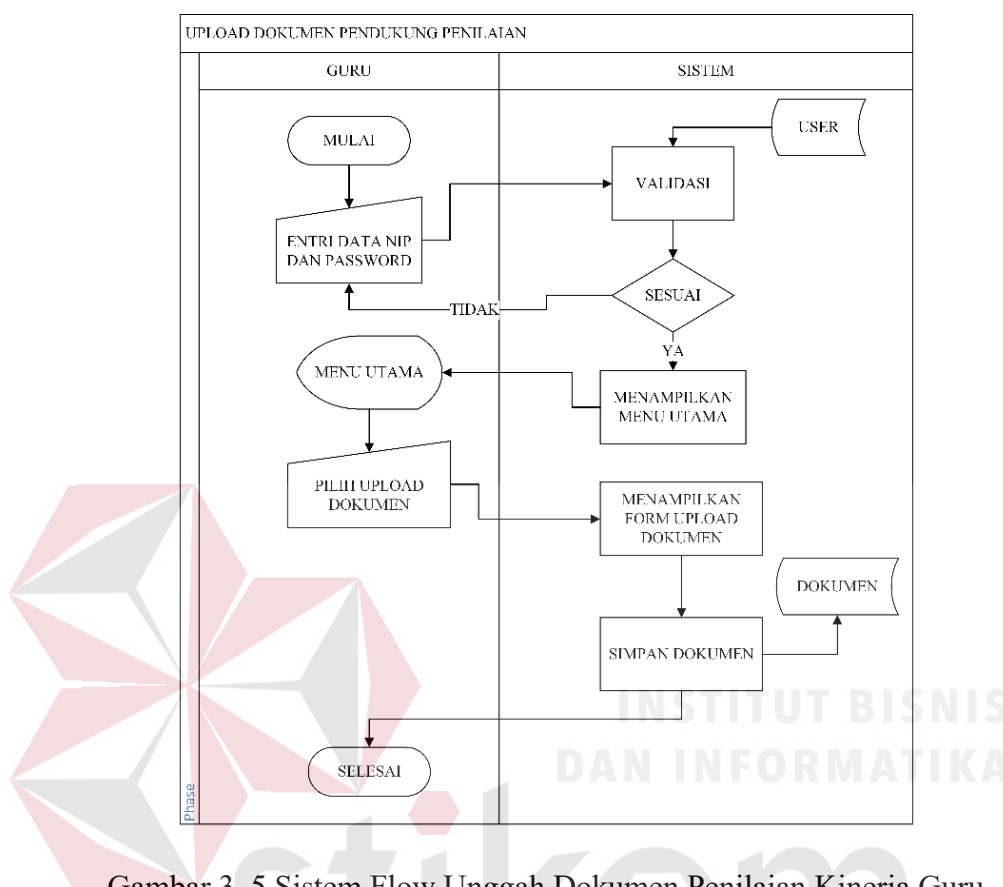 UPLOAD DOKUMEN PENDUKUNG PENILAIAN
GURU
SISTEM
MULAI
USER
VALIDASI
ENTRI DATA NIP
DAN PASSWORD
SESUAI
TIDAK
YA
MENU UTAMA
MENAMPILKAN
MENU UTAMA
PILIH UPLOAD
DOKUMEN
MENAMPILKAN
FORM UPLOAD
DOKUMEN
DOKUMEN
SIMPAN DOKUMEN
INSTITUT BISNIS
DAN INFORMATIKA
SELESAI
Phase
stikom
Gambar 3. 5 Sistem Flow Unggah Dokumen Penilaian Kinerja Guru